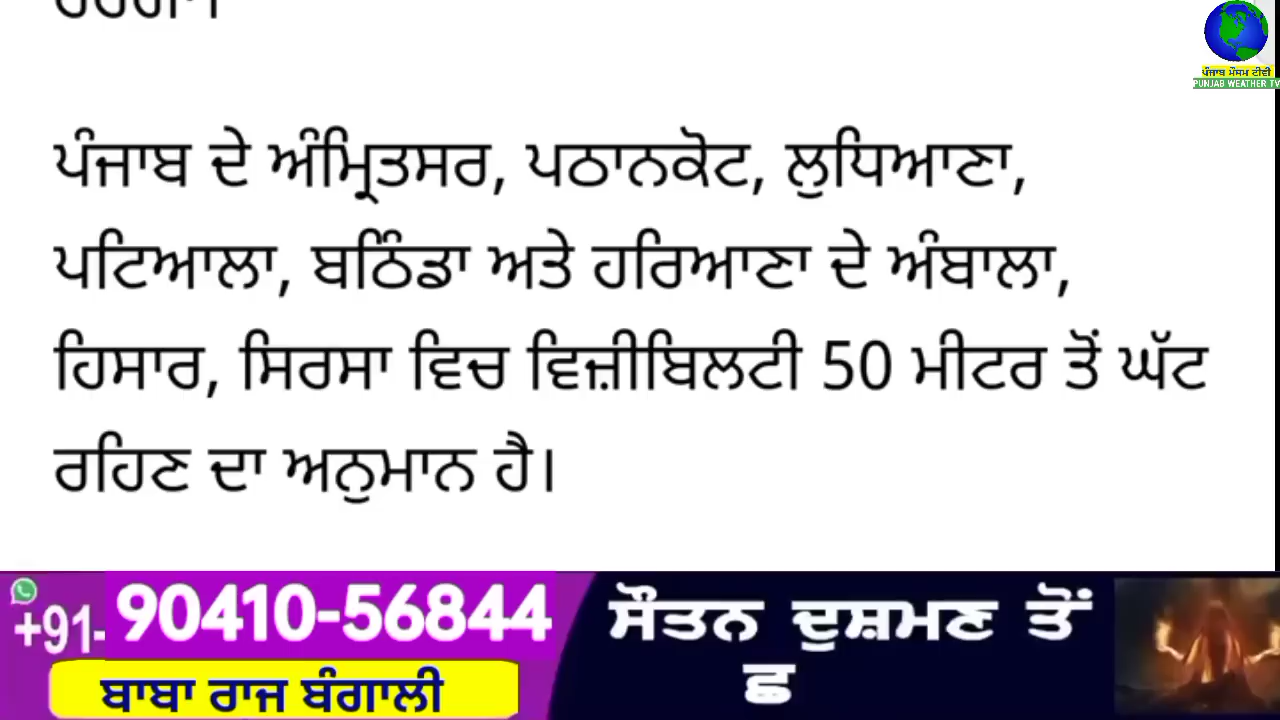 ਪੰਜਾਬ ਮੌਸਮ ਟੀਵੀ
PUNJAB WEATHER TV
ਪੰਜਾਬ ਦੇ ਅੰਮ੍ਰਿਤਸਰ, ਪਠਾਨਕੋਟ, ਲੁਧਿਆਣਾ,
ਪਟਿਆਲਾ, ਬਠਿੰਡਾ ਅਤੇ ਹਰਿਆਣਾ ਦੇ ਅੰਬਾਲਾ,
ਹਿਸਾਰ, ਸਿਰਸਾ ਵਿਚ ਵਿਜ਼ੀਬਿਲਟੀ 50 ਮੀਟਰ ਤੋਂ ਘੱਟ
ਰਹਿਣ ਦਾ ਅਨੁਮਾਨ ਹੈ।
+91- 90410-56844
ਬਾਬਾ ਰਾਜ ਬੰਗਾਲੀ
ਸੌਤਨ ਦੁਸ਼ਮਣ ਤੋਂ
ਛ